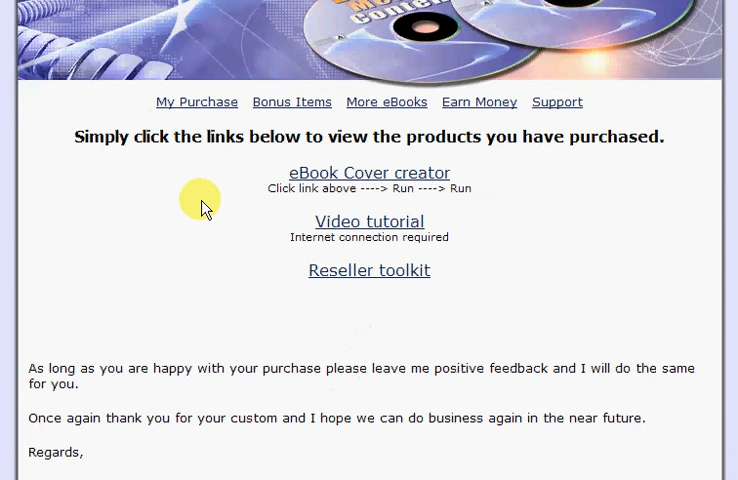 My Purchase Bonus Items More eBooks Earn Money Support
Simply click the links below to view the products you have purchased.
eBook Cover creator
Click link above ----> Run ----> Run
Video tutorial
Internet connection required
Reseller toolkit
As long as you are happy with your purchase please leave me positive feedback and I will do the same
for you.
Once again thank you for your custom and I hope we can do business again in the near future.
Regards,